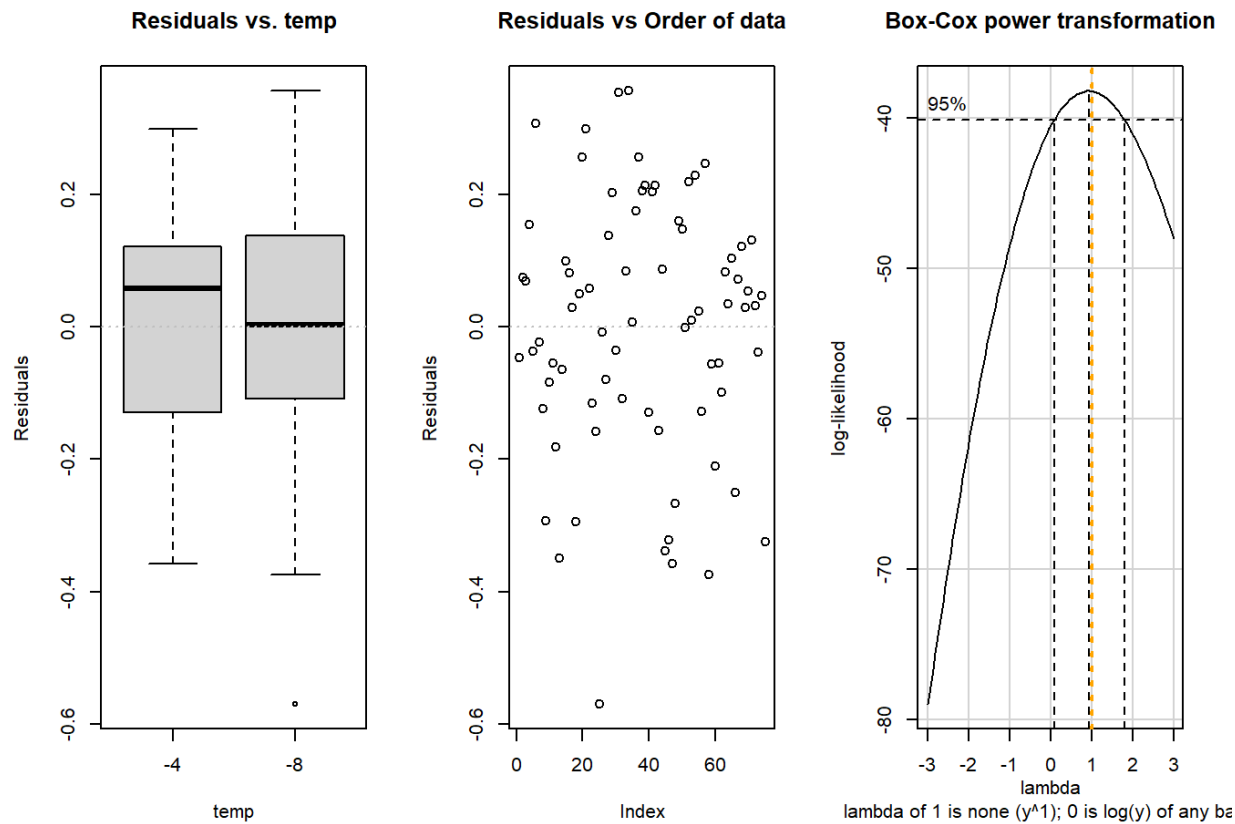 Residuals vs. temp
Residuals
0.2
0.0
-0.2
-0.4
-0.6
-4
-8
temp
Residuals vs Order of data
Residuals
0.2
0.0
-0.2
-0.4
-0.6
0
20
40
60
Index
Box-Cox power transformation
95%
log-likelihood
-40
-50
-60
-70
-80
-3
-2
-1
0
1
2
3
lambda
lambda of 1 is none (y^1); 0 is log(y) of any ba